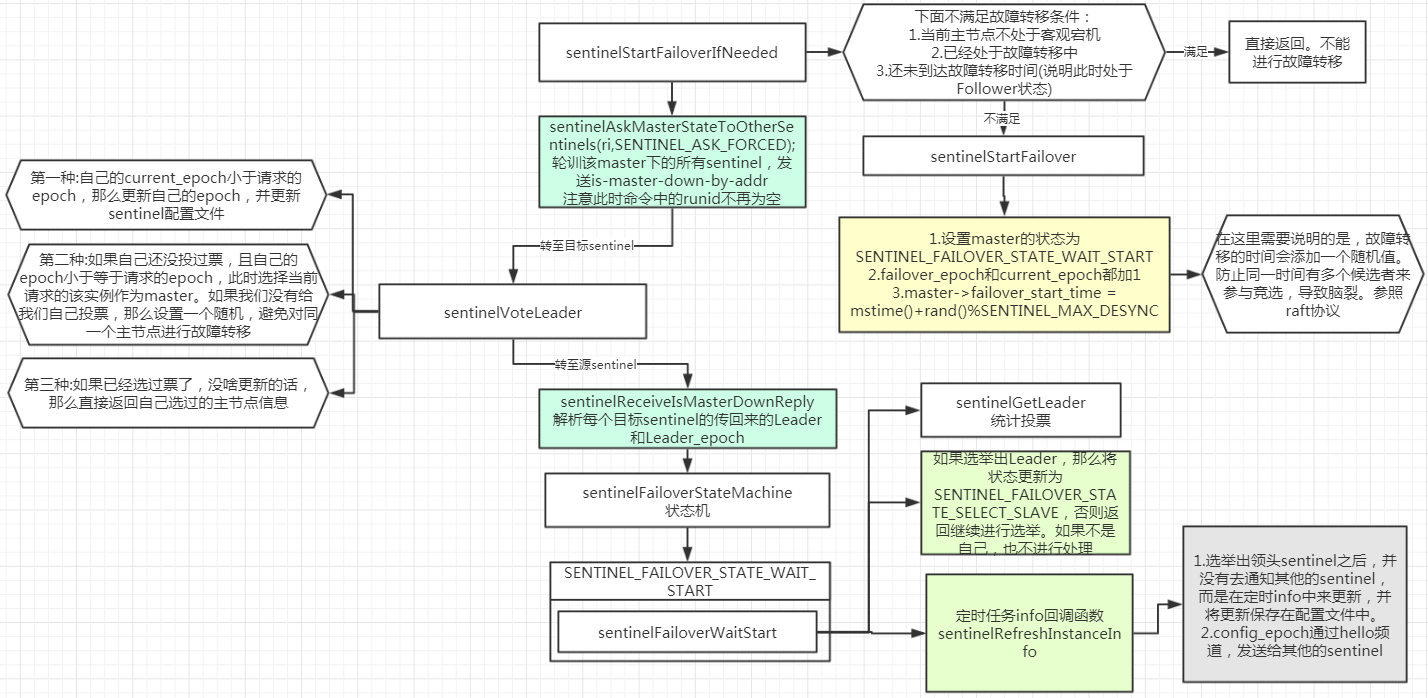 sentinelStartFailoverIfNeeded
下面不满足故障转移条件：
1.当前主节点不处于客观宕机
2.已经处于故障转移中
3.还未到达故障转移时间(说明此时处于
Follower状态)
满足
直接返回。不能
进行故障转移
不满足
sentinelStartFailover
sentinelAskMasterStateToOtherSe
ntinels(ri,SENTINEL_ASK_FORCED);
轮训该master下的所有sentinel，发
送is-master-down-by-addr
注意此时命令中的runid不再为空
1.设置master的状态为
SENTINEL_FAILOVER_STATE_WAIT_START
2.failover_epoch和current_epoch都加1
3.master->failover_start_time =
mstime()+rand()%SENTINEL_MAX_DESYNC
在这里需要说明的是，故障转
移的时间会添加一个随机值。
防止同一时间有多个候选者来
参与竞选，导致脑裂。参照
raft协议
转至目标sentinel
第一种:自己的current_epoch小于请求的
epoch，那么更新自己的epoch，并更新
sentinel配置文件
第二种：如果自己还没投过票，且自己的
epoch小于等于请求的epoch，此时选择当前
请求的该实例作为master。如果我们没有给
我们自己投票，那么设置一个随机，避免对同
一个主节点进行故障转移
第三种:如果已经选过票了，没啥更新的话，
那么直接返回自己选过的主节点信息
sentinelVoteLeader
转至源sentinel
sentinelReceiveIsMasterDownReply
解析每个目标sentinel的传回来的Leader
和Leader_epoch
sentinelFailoverStateMachine
状态机
SENTINEL_FAILOVER_STATE_WAIT_
START
sentinelFailoverWaitStart
sentinelGetLeader
统计投票
如果选举出Leader，那么将
状态更新为
SENTINEL_FAILOVER_STA
TE_SELECT_SLAVE，否则返
回继续进行选举。如果不是
自己，也不进行处理
定时任务info回调函数
sentinelRefreshInstanceIn
fo
1.选举出领头sentinel之后，并
没有去通知其他的sentinel，
而是在定时info中来更新，并
将更新保存在配置文件中。
2.config_epoch通过hello频
道，发送给其他的sentinel